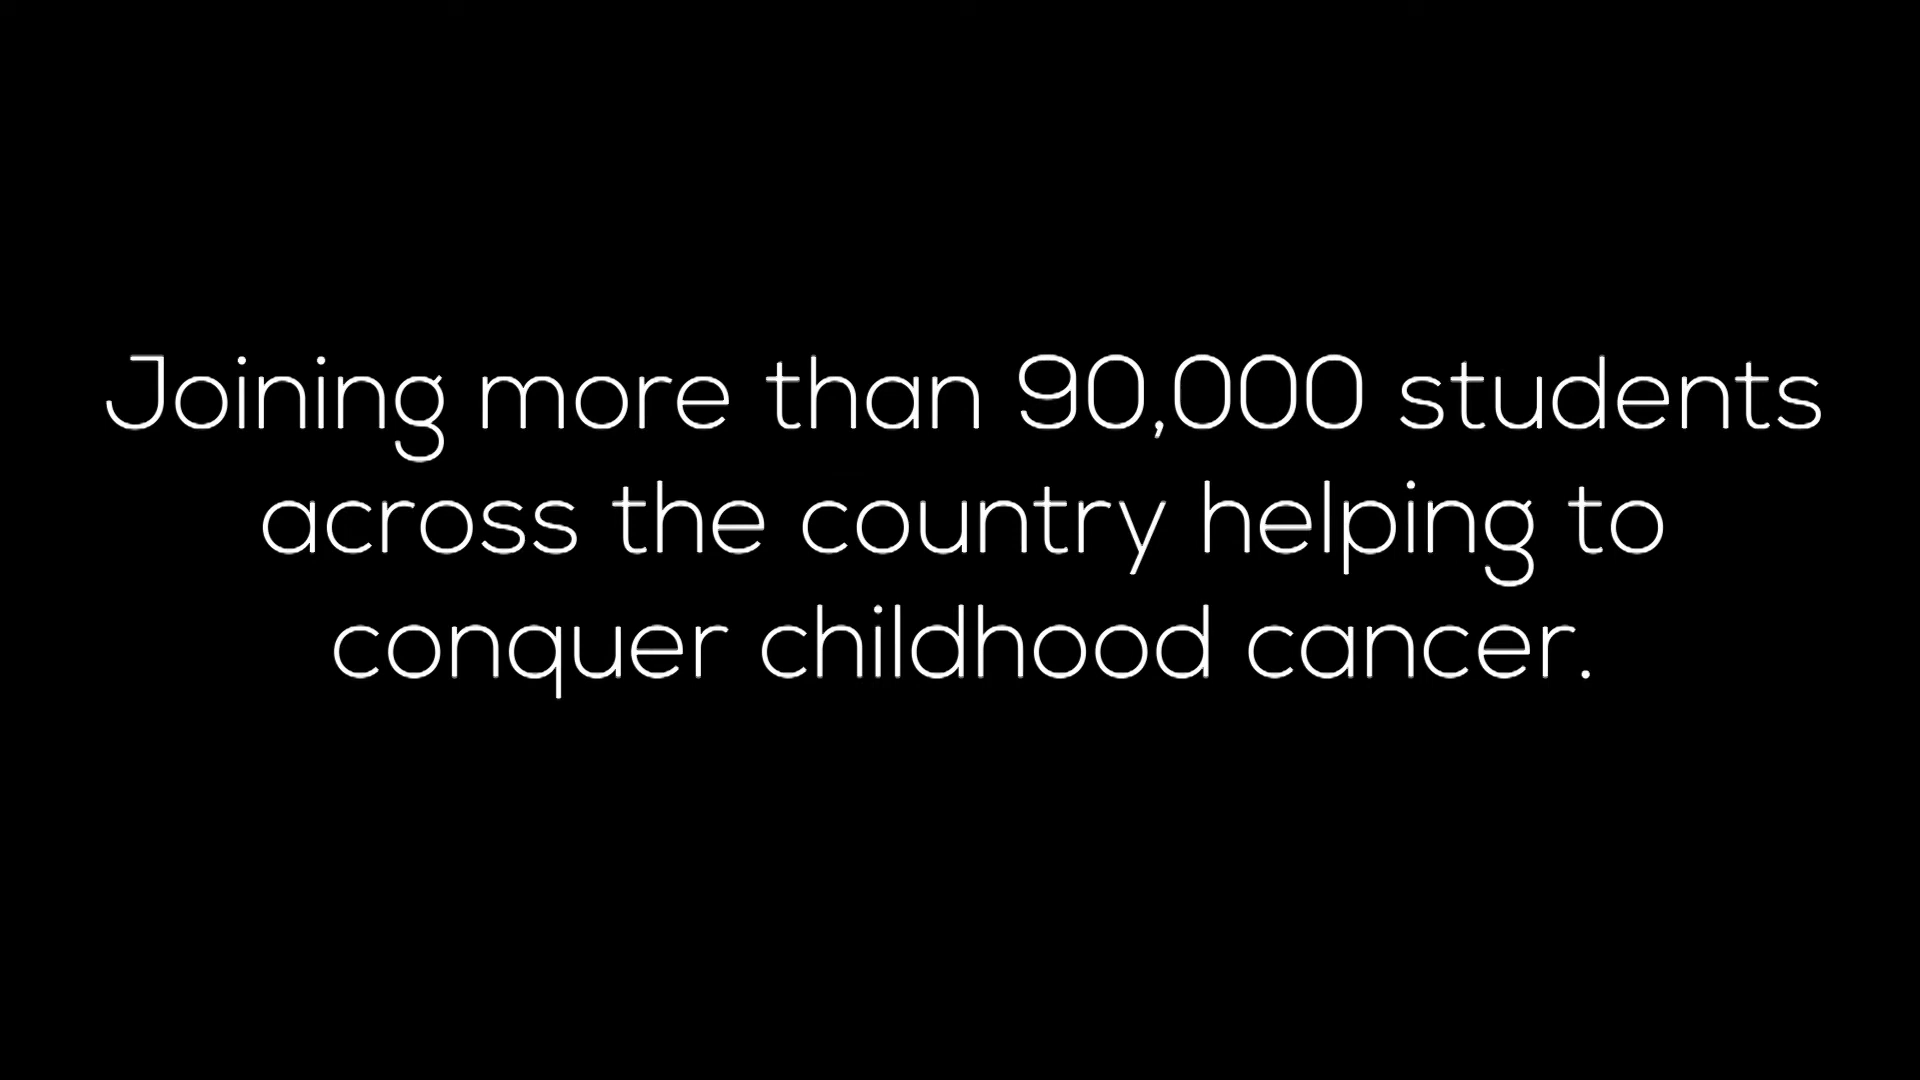 Joining more than 90,000 students
across the country helping to
conquer childhood cancer.